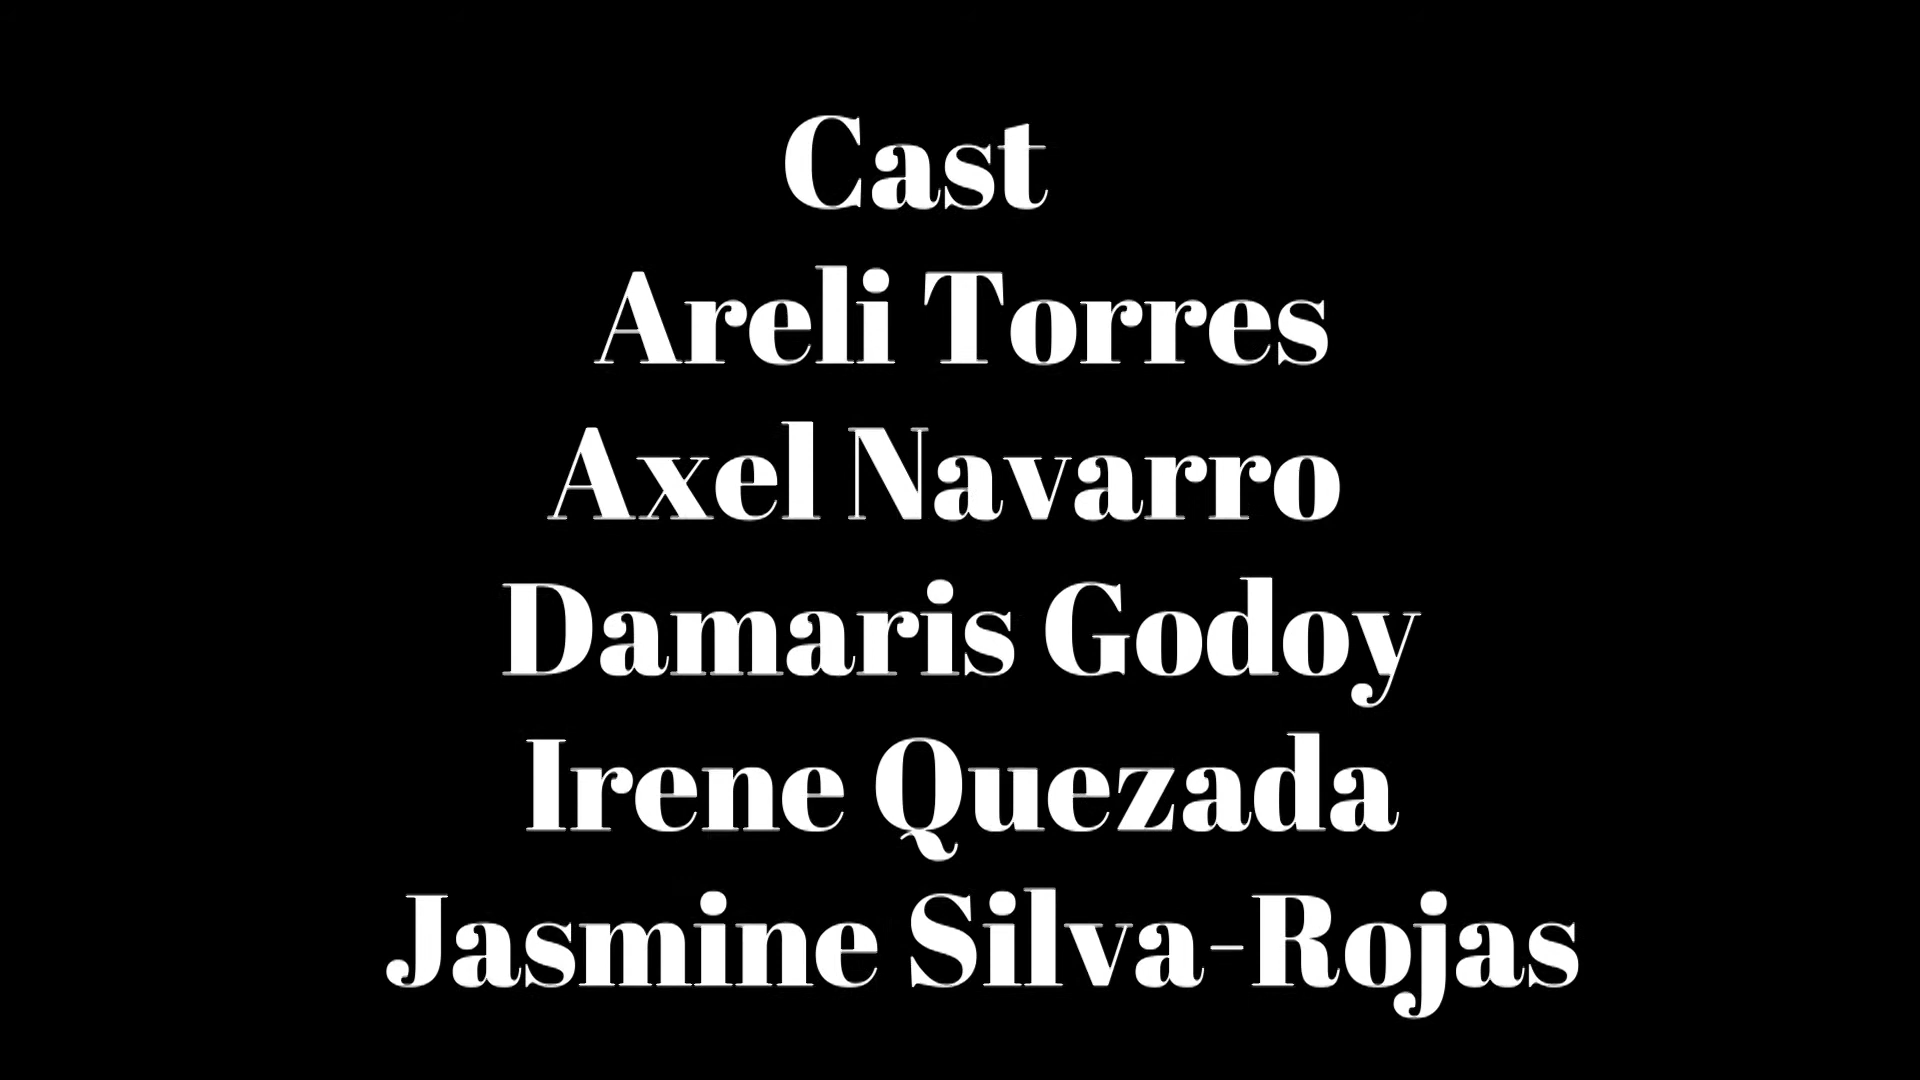 Cast
Areli Torres
Axel Navarro
Damaris Godoy
Irene Quezada
Jasmine Silva-Rojas